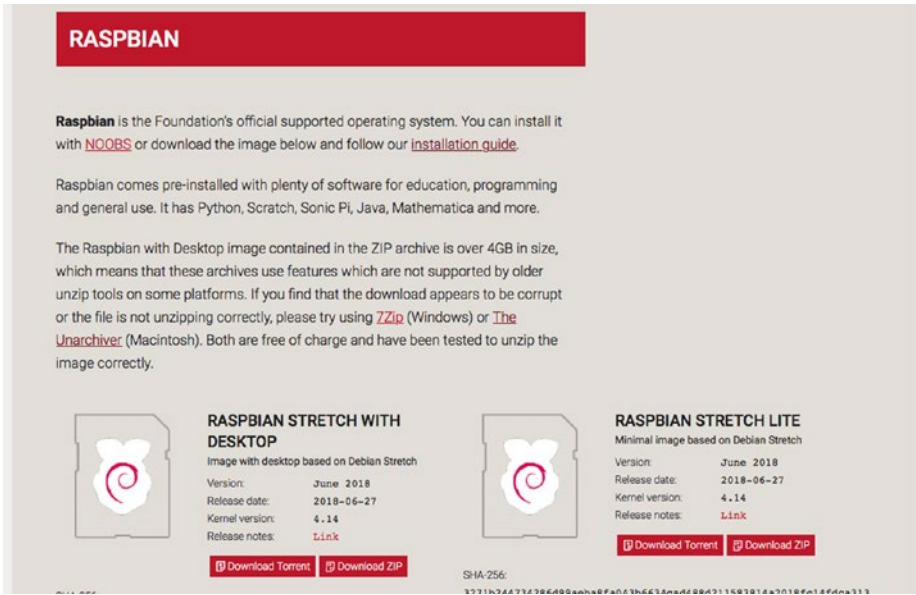 RASPBIAN
Raspbian is the Foundation's official supported operating system. You can install it
with NOOBS or download the image below and follow our installation guide.
Raspbian comes pre-installed with plenty of software for education, programming
and general use. It has Python, Scratch, Sonic Pi, Java, Mathematica and more.
The Raspbian with Desktop image contained in the ZIP archive is over 4GB in size,
which means that these archives use features which are not supported by older
unzip tools on some platforms. If you find that the download appears to be corrupt
or the file is not unzipping correctly, please try using 7Zip (Windows) or The
Unarchiver (Macintosh). Both are free of charge and have been tested to unzip the
image correctly.
RASPBIAN STRETCH WITH
DESKTOP
Image with desktop based on Debian Stretch
Version: June 2018
Release date: 2018-06-27
Kernel version: 4.14
Release notes: Link
Download Torrent Download ZIP
RASPBIAN STRETCH LITE
Minimal image based on Debian Stretch
Version: June 2018
Release date: 2018-06-27
Kernel version: 4.14
Release notes: Link
Download Torrent Download ZIP
SHA-256: